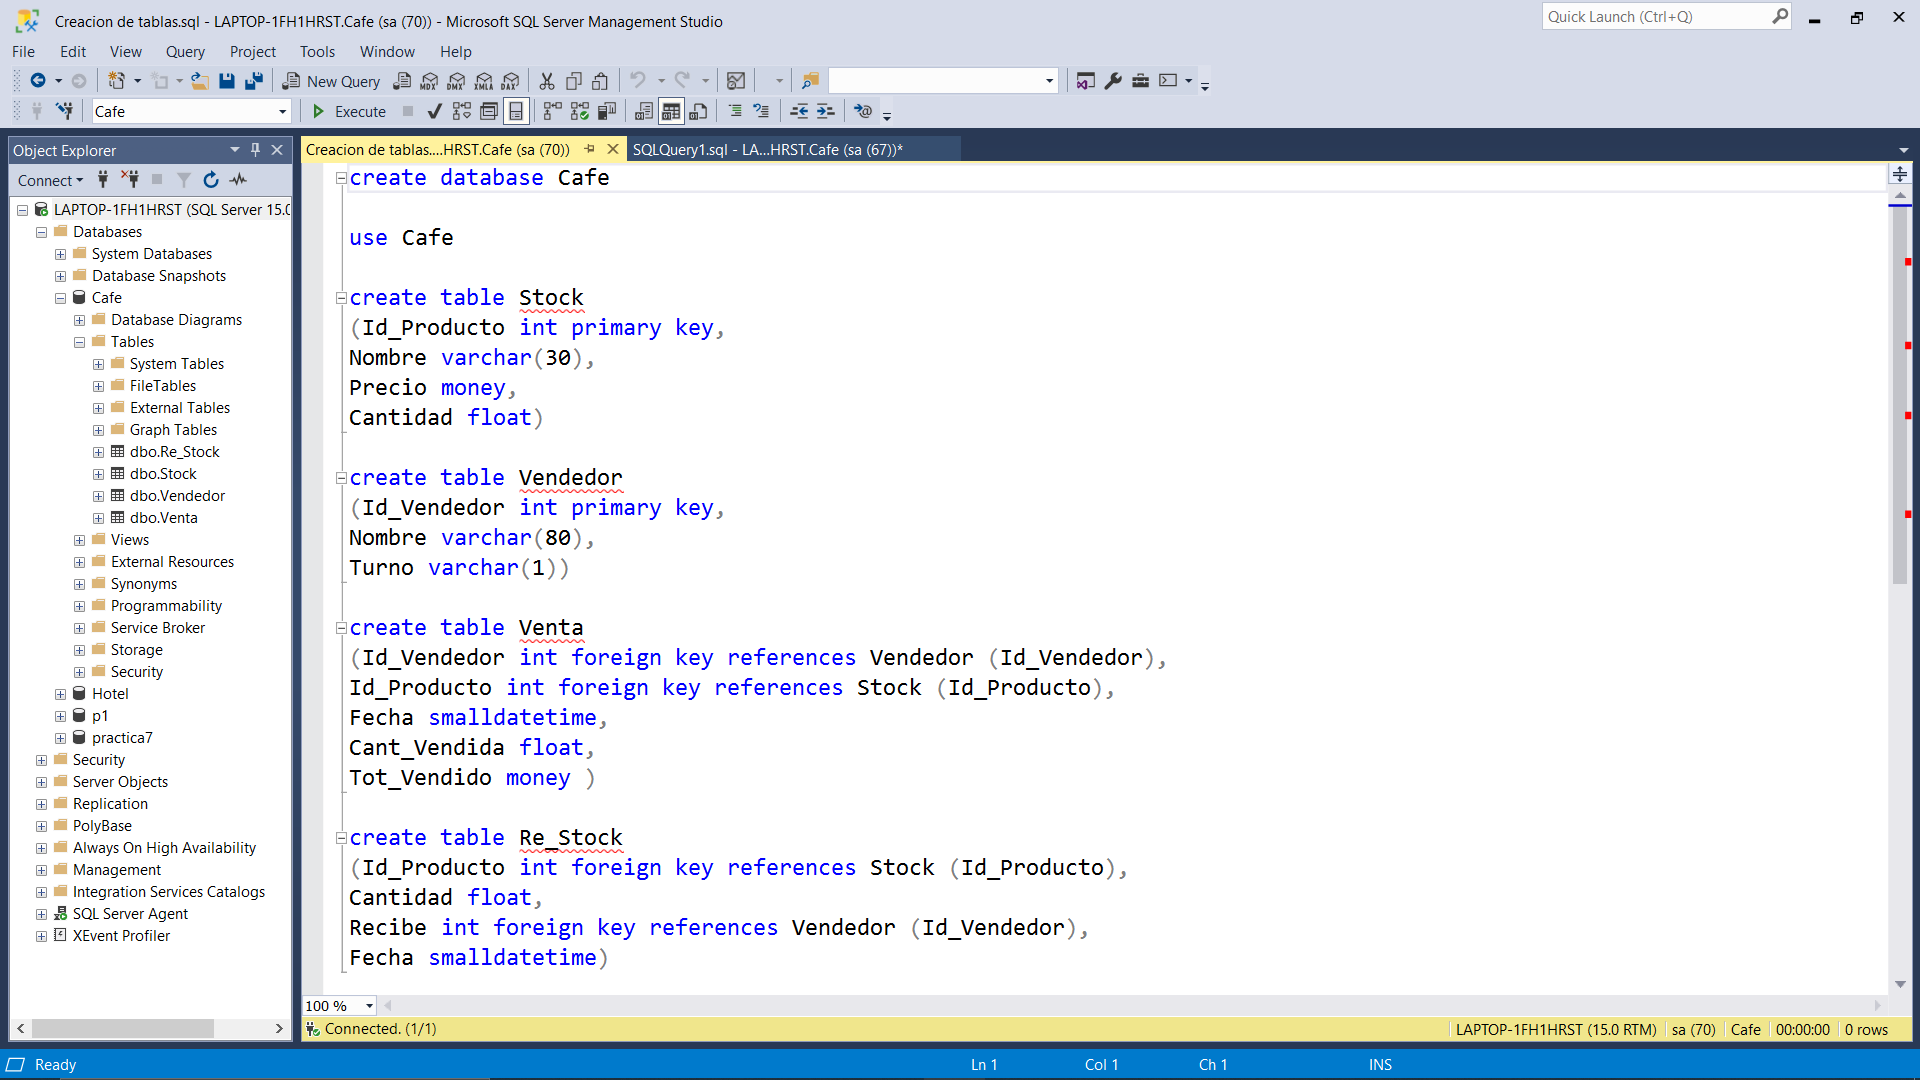 Creacion de tablas.sql - LAPTOP-1FH1HRST.Cafe (sa (70)) - Microsoft SQL Server Management Studio
Quick Launch (Ctrl+Q)
File Edit View Query Project Tools Window Help
New Query
MDX DMX XMLA DAX
Cafe
Execute
Object Explorer
Connect
LAPTOP-1FH1HRST (SQL Server 15.0
Databases
System Databases
Database Snapshots
Cafe
Database Diagrams
Tables
System Tables
FileTables
External Tables
Graph Tables
dbo.Re_Stock
dbo.Stock
dbo.Vendedor
dbo.Venta
Views
External Resources
Synonyms
Programmability
Service Broker
Storage
Security
Hotel
p1
practica7
Security
Server Objects
Replication
PolyBase
Always On High Availability
Management
Integration Services Catalogs
SQL Server Agent
XEvent Profiler
Creacion de tablas....HRST.Cafe (sa (70))
SQLQuery1.sql - LA...HRST.Cafe (sa (67))*
create database Cafe
use Cafe
create table Stock
(Id_Producto int primary key,
Nombre varchar(30),
Precio money,
Cantidad float)
create table Vendedor
(Id_Vendedor int primary key,
Nombre varchar(80),
Turno varchar(1))
create table Venta
(Id_Vendedor int foreign key references Vendedor (Id_Vendedor),
Id_Producto int foreign key references Stock (Id_Producto),
Fecha smalldatetime,
Cant_Vendida float,
Tot_Vendido money )
create table Re_Stock
(Id_Producto int foreign key references Stock (Id_Producto),
Cantidad float,
Recibe int foreign key references Vendedor (Id_Vendedor),
Fecha smalldatetime)
100 %
Connected. (1/1)
LAPTOP-1FH1HRST (15.0 RTM) sa (70) Cafe 00:00:00 0 rows
Ready
Ln 1 Col 1 Ch 1 INS